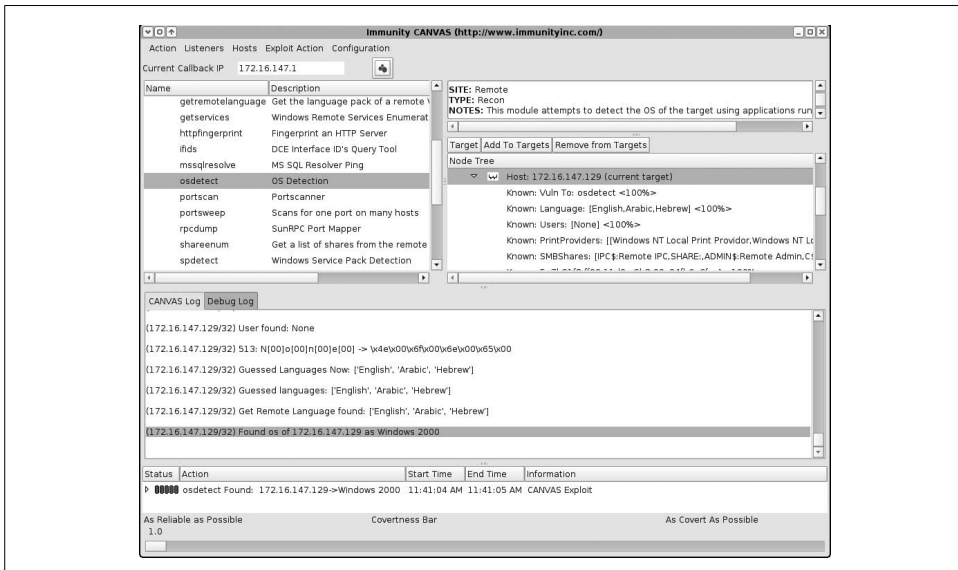 Immunity CANVAS (http://www.immunityinc.com/)
Action Listeners Hosts Exploit Action Configuration
Current Callback IP 172.16.147.1
Name Description
getremotelanguage Get the language pack of a remote
getservices Windows Remote Services Enumerat
httpfingerprint Fingerprint an HTTP Server
ifids DCE Interface ID's Query Tool
mssqlresolve MS SQL Resolver Ping
osdetect OS Detection
portscan Portscanner
portsweep Scans for one port on many hosts
rpcdump SunRPC Port Mapper
shareenum Get a list of shares from the remote
spdetect Windows Service Pack Detection
SITE: Remote
TYPE: Recon
NOTES: This module attempts to detect the OS of the target using applications run
Target Add To Targets Remove from Targets
Node Tree
Host: 172.16.147.129 (current target)
Known: Vuln To: osdetect <100%>
Known: Language: [English,Arabic,Hebrew] <100%>
Known: Users: [None] <100%>
Known: PrintProviders: [[Windows NT Local Print Providor,Windows NT Lo
Known: SMBShares: [IPC$:Remote IPC,SHARE:,ADMIN$:Remote Admin,C$
CANVAS Log Debug Log
(172.16.147.129/32) User found: None
(172.16.147.129/32) 513: N[00]o[00]n[00]e[00] -> \x4e\x00\x6f\x00\x6e\x00\x65\x00
(172.16.147.129/32) Guessed Languages Now: ['English', 'Arabic', 'Hebrew']
(172.16.147.129/32) Guessed languages: ['English', 'Arabic', 'Hebrew']
(172.16.147.129/32) Get Remote Language found: ['English', 'Arabic', 'Hebrew']
(172.16.147.129/32) Found os of 172.16.147.129 as Windows 2000
Status Action Start Time End Time Information
osdetect Found: 172.16.147.129->Windows 2000 11:41:04 AM 11:41:05 AM CANVAS Exploit
As Reliable as Possible Covertness Bar As Covert As Possible
1.0